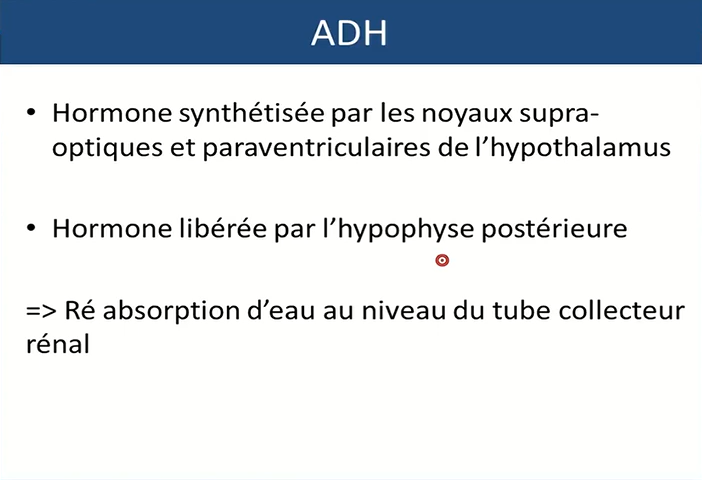 ADH
• Hormone synthétisée par les noyaux supra-
optiques et paraventriculaires de l’hypothalamus
• Hormone libérée par l’hypophyse postérieure
=> Ré absorption d’eau au niveau du tube collecteur
rénal